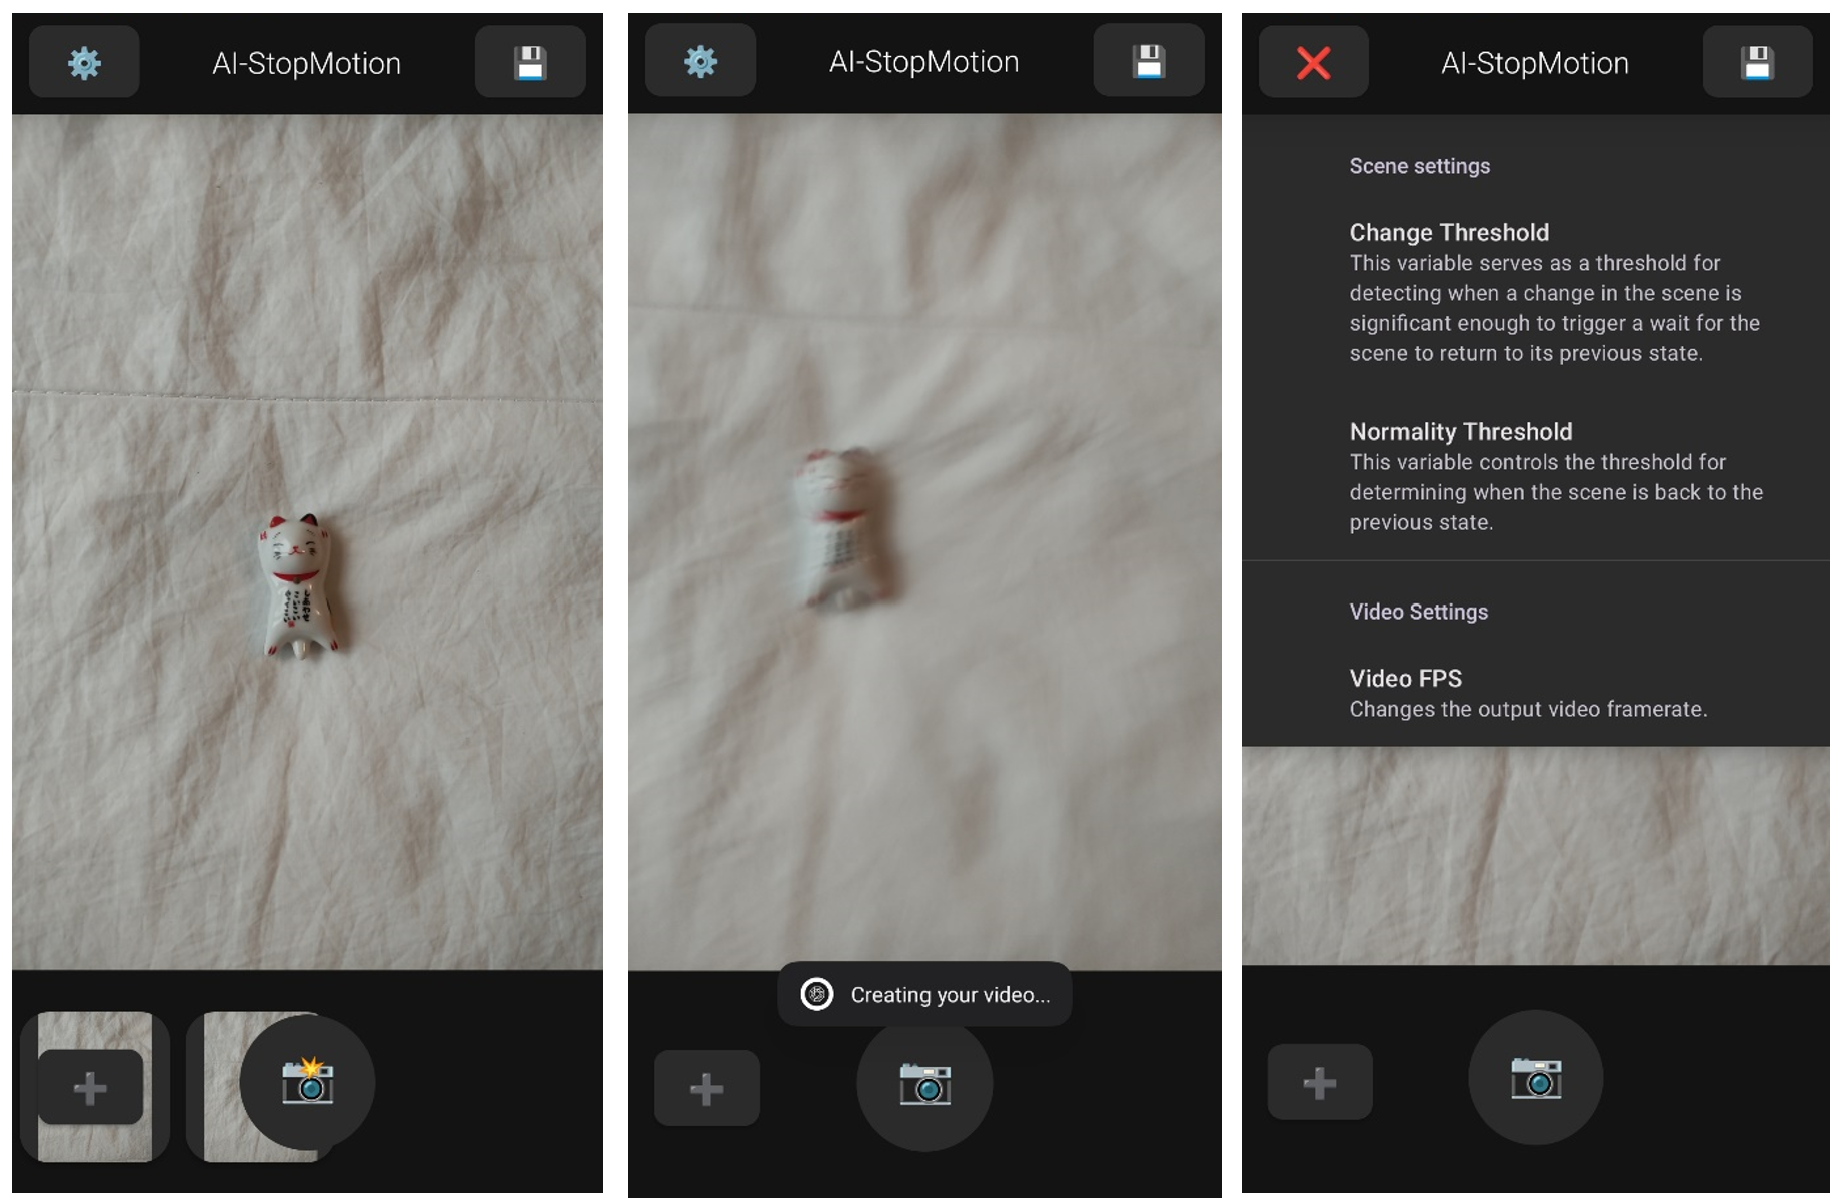 AI-StopMotion
AI-StopMotion
Creating your video...
AI-StopMotion
Scene settings
Change Threshold
This variable serves as a threshold for
detecting when a change in the scene is
significant enough to trigger a wait for the
scene to return to its previous state.
Normality Threshold
This variable controls the threshold for
determining when the scene is back to the
previous state.
Video Settings
Video FPS
Changes the output video framerate.